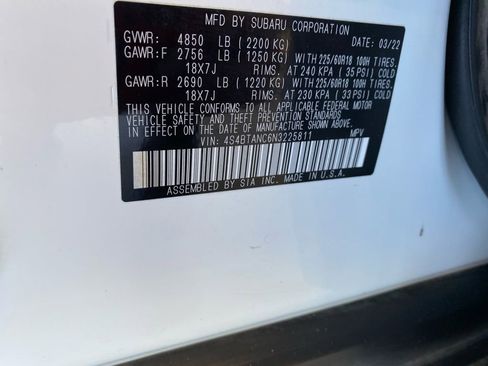 MFD BY SUBARU CORPORATION
GVWR: 4850 LB (2200 KG) DATE: 03/22
GAWR:F 2756 LB (1250 KG) WITH 225/60R18 100H TIRES
18X7J RIMS. AT 240 KPA (35 PSI) COLD
GAWR:R 2690 LB (1220 KG) WITH 225/60R18 100H TIRES
18X7J RIMS. AT 230 KPA (33 PSI) COLD
THIS VEHICLE CONFORMS TO ALL APPLICABLE FEDERAL MOTOR
VEHICLE SAFETY AND THEFT PREVENTION STANDARDS
IN EFFECT ON THE DATE OF MANUFACTURE SHOWN ABOVE.
VIN: 4S4BTANC6N3225811 MPV
ASSEMBLED BY SIA INC. MADE IN U.S.A.